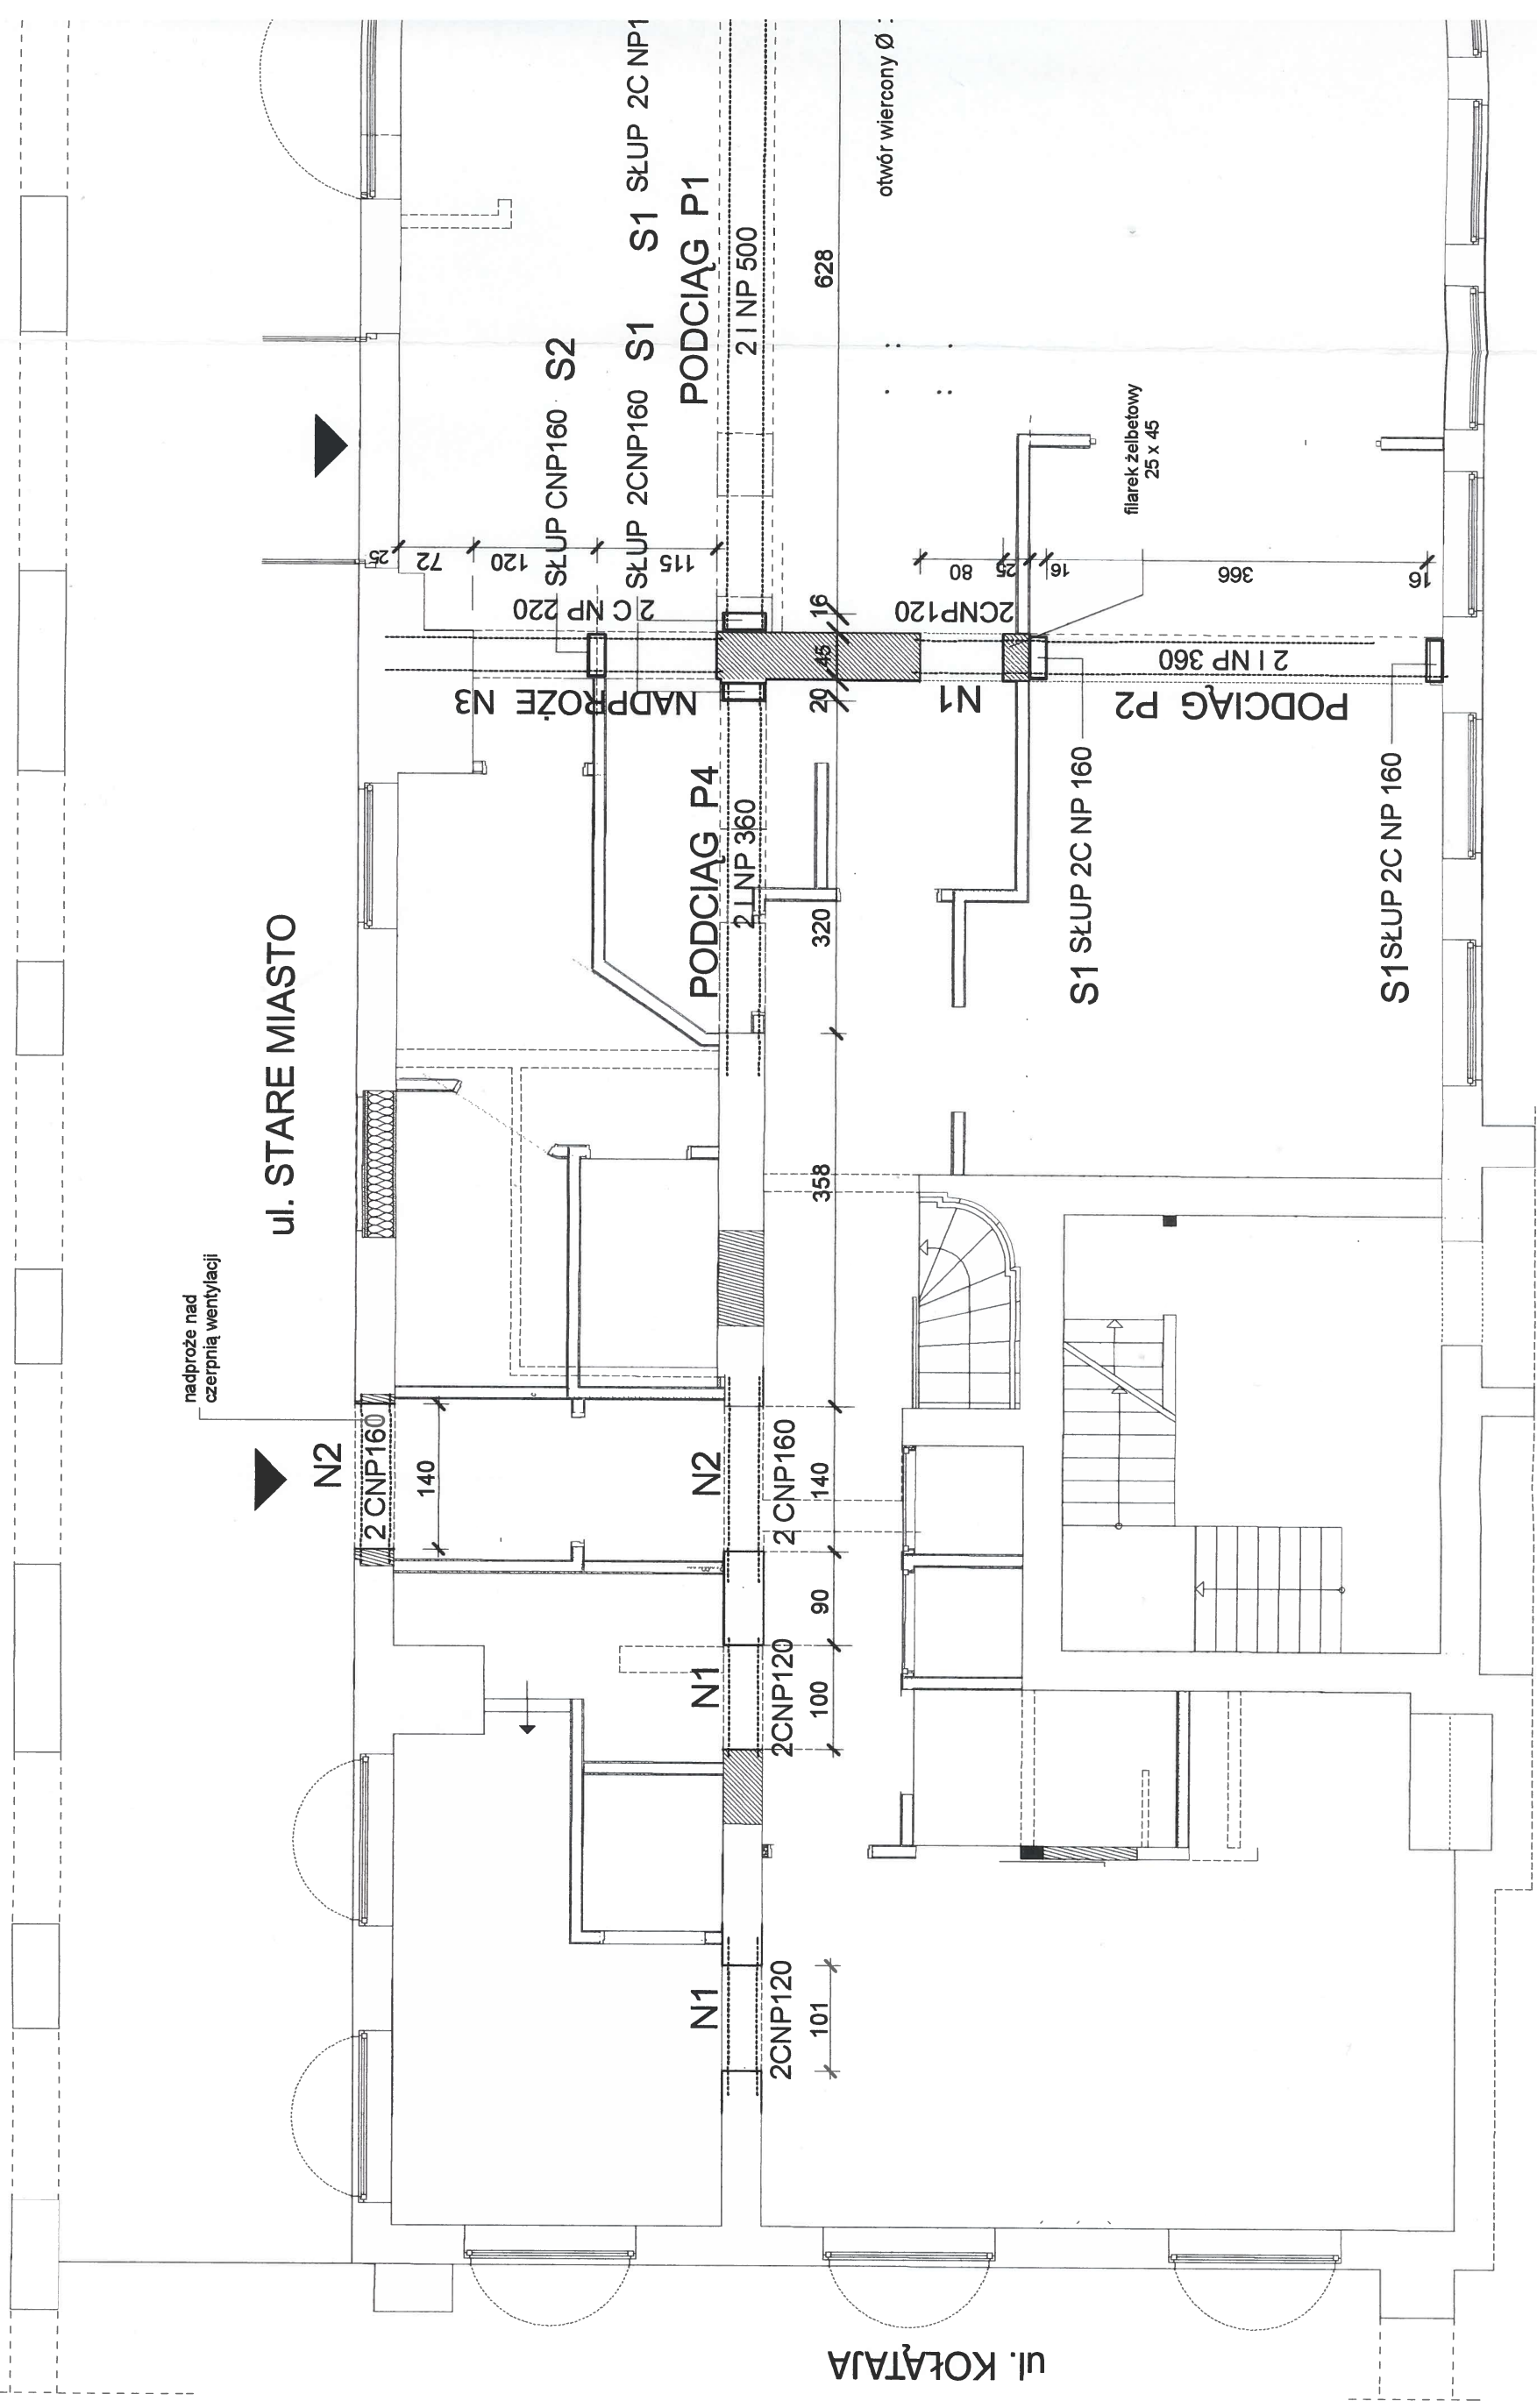 ul. STARE MIASTO
nadproże nad
czerpnią wentylacji
N2
2 CNP160
140
SŁUP CNP160 S2
SŁUP 2CNP160 S1
S1 SŁUP 2C NP1
PODCIĄG P1
2 I NP 500
628
otwór wiercony Ø
25
72
120
115
2 C NP 220
NADPROŻE N3
16
45
20
80
25
16
366
16
2CNP120
N1
filarek żelbetowy
25 x 45
2 I NP 360
PODCIĄG P2
S1 SŁUP 2C NP 160
S1 SŁUP 2C NP 160
PODCIĄG P4
2 I NP 360
320
358
N2
2 CNP160
140
90
N1
2CNP120
100
N1
2CNP120
101
ul. KOŁĄTAJA